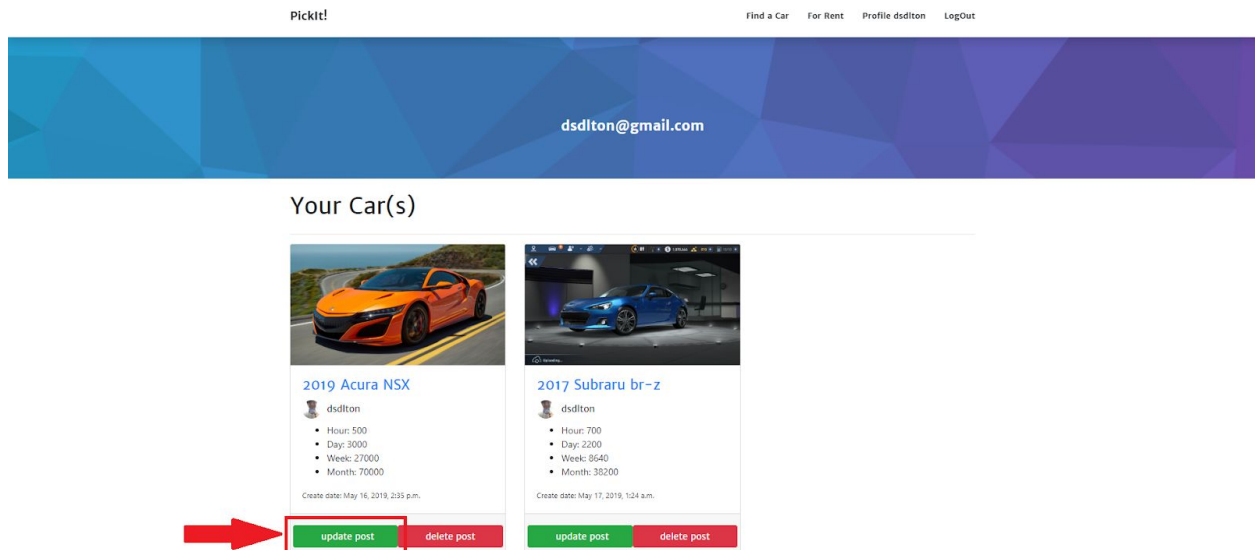 PickIt!
Find a Car For Rent Profile dsdlton LogOut
dsdlton@gmail.com
Your Car(s)
2019 Acura NSX
dsdlton
Hour: 500
Day: 3000
Week: 27000
Month: 70000
Create date: May 16, 2019, 2:35 p.m.
update post
delete post
2017 Subraru br-z
dsdlton
Hour: 700
Day: 2200
Week: 8640
Month: 38200
Create date: May 17, 2019, 1:24 a.m.
update post
delete post